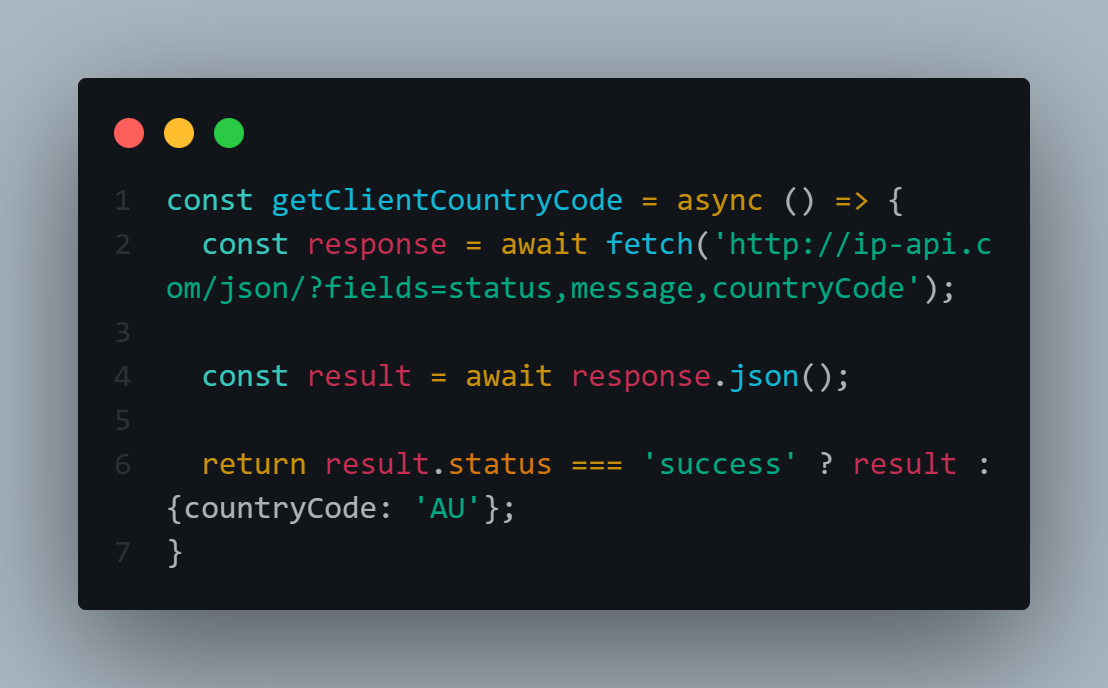 1 const getClientCountryCode = async () => {
2   const response = await fetch('http://ip-api.c
om/json/?fields=status,message,countryCode');
3
4   const result = await response.json();
5
6   return result.status === 'success' ? result :
{countryCode: 'AU'};
7 }